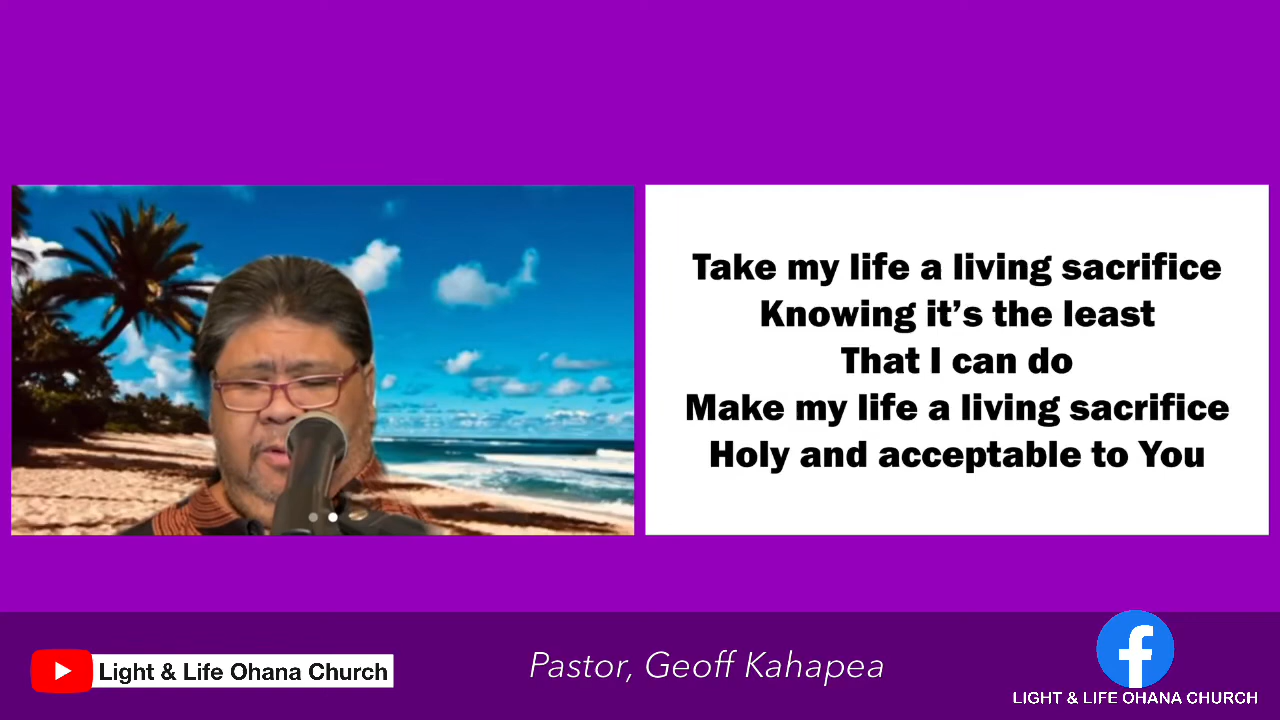 Take my life a living sacrifice
Knowing it’s the least
That I can do
Make my life a living sacrifice
Holy and acceptable to You
Light & Life Ohana Church
Pastor, Geoff Kahapea
LIGHT & LIFE OHANA CHURCH